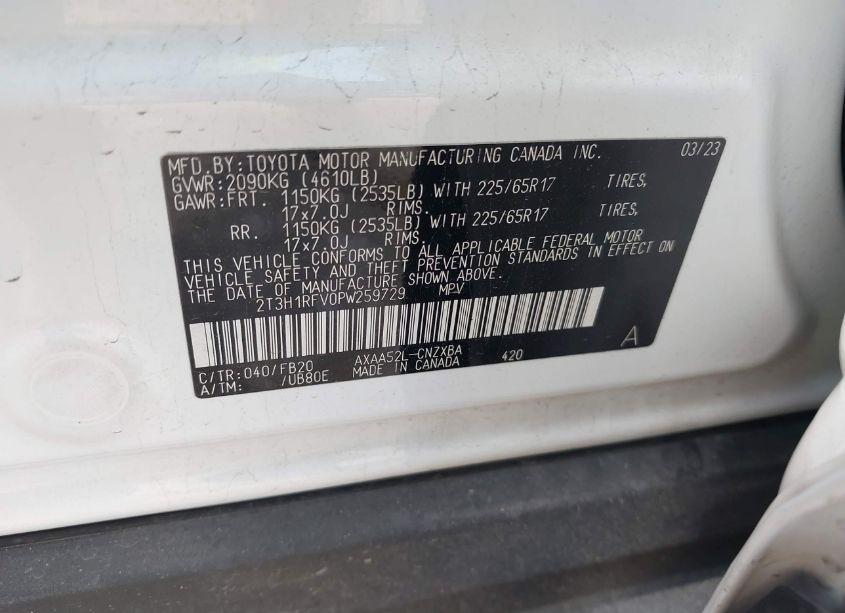 MFD. BY: TOYOTA MOTOR MANUFACTURING CANADA INC. 03/23
GVWR: 2090KG (4610LB)
GAWR: FRT. 1150KG (2535LB) WITH 225/65R17 TIRES,
17x7.0J RIMS.
RR. 1150KG (2535LB) WITH 225/65R17 TIRES,
17x7.0J RIMS.
THIS VEHICLE CONFORMS TO ALL APPLICABLE FEDERAL MOTOR
VEHICLE SAFETY AND THEFT PREVENTION STANDARDS IN EFFECT ON
THE DATE OF MANUFACTURE SHOWN ABOVE.
2T3H1RFV0PW259729 MPV
C/TR: 040/FB20 AXAA52L-CNZXBA 420 A
A/TM: /UB80E MADE IN CANADA